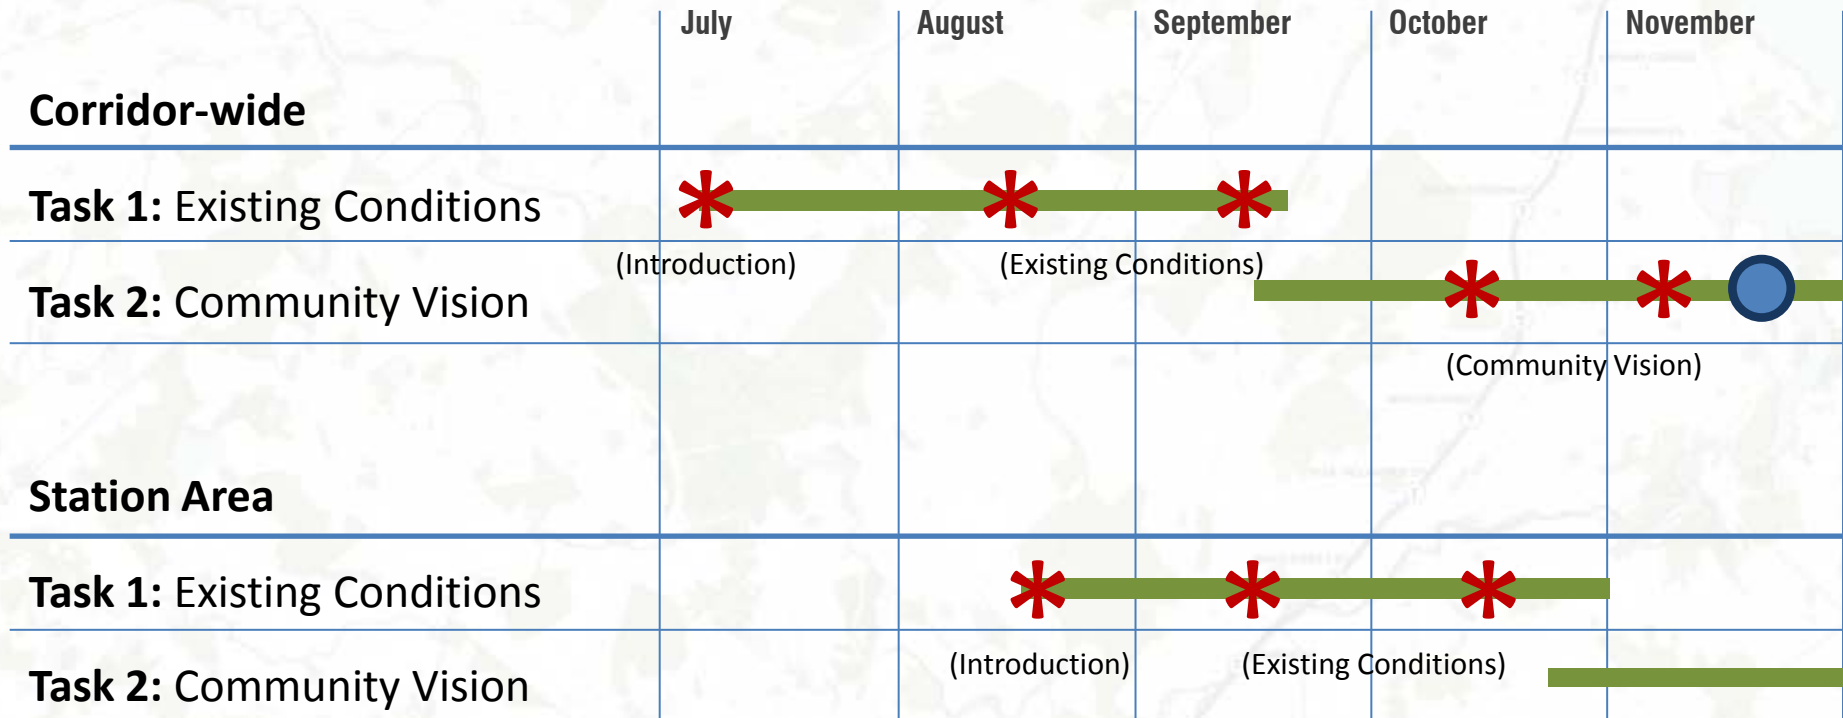 July August September October November
Corridor-wide
Task 1: Existing Conditions
(Introduction) (Existing Conditions)
Task 2: Community Vision
(Community Vision)
Station Area
Task 1: Existing Conditions
(Introduction) (Existing Conditions)
Task 2: Community Vision